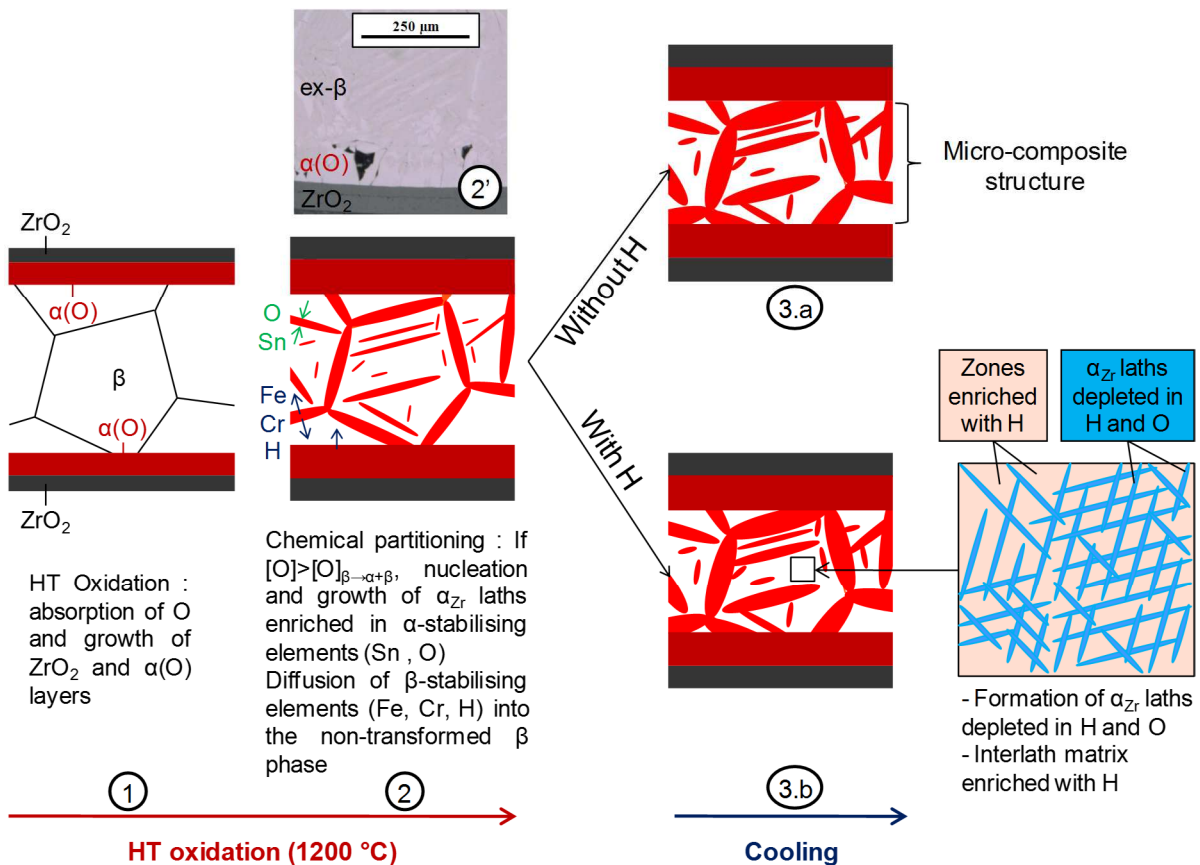 250 µm
ex-β
α(O)
ZrO₂
2'
ZrO₂
α(O)
β
α(O)
ZrO₂
HT Oxidation :
absorption of O
and growth of
ZrO₂ and α(O)
layers
1
O
Sn
Fe
Cr
H
Chemical partitioning : If
[O]>[O]β→α+β, nucleation
and growth of αZr laths
enriched in α-stabilising
elements (Sn , O)
Diffusion of β-stabilising
elements (Fe, Cr, H) into
the non-transformed β
phase
2
HT oxidation (1200 °C)
Without H
With H
Micro-composite
structure
3.a
Zones
enriched
with H
αZr laths
depleted in
H and O
- Formation of αZr laths
depleted in H and O
- Interlath matrix
enriched with H
3.b
Cooling